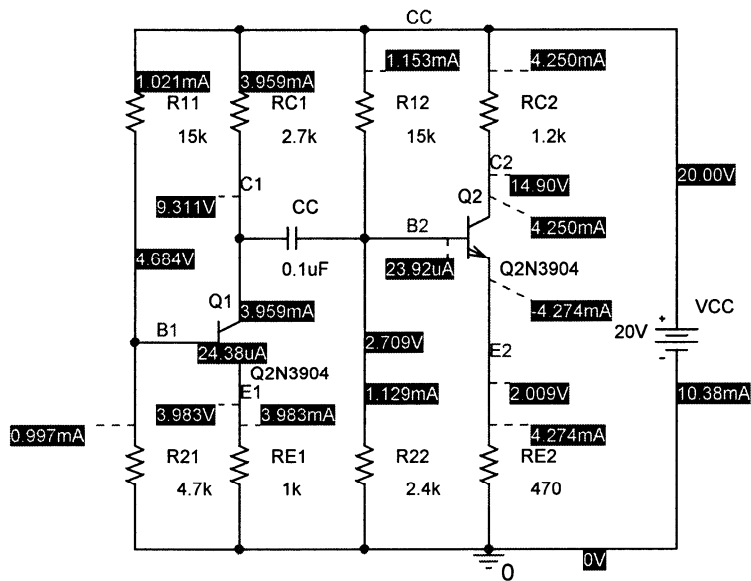 CC
1.021mA
3.959mA
1.153mA
4.250mA
R11
RC1
R12
RC2
15k
2.7k
15k
1.2k
C1
C2
20.00V
9.311V
14.90V
CC
Q2
B2
4.250mA
4.684V
0.1uF
23.92uA
Q2N3904
Q1
3.959mA
-4.274mA
VCC
B1
+
20V
24.38uA
2.709V
E2
-
Q2N3904
E1
1.129mA
2.009V
10.38mA
3.983V
3.983mA
0.997mA
4.274mA
R21
RE1
R22
RE2
4.7k
1k
2.4k
470
0V
0